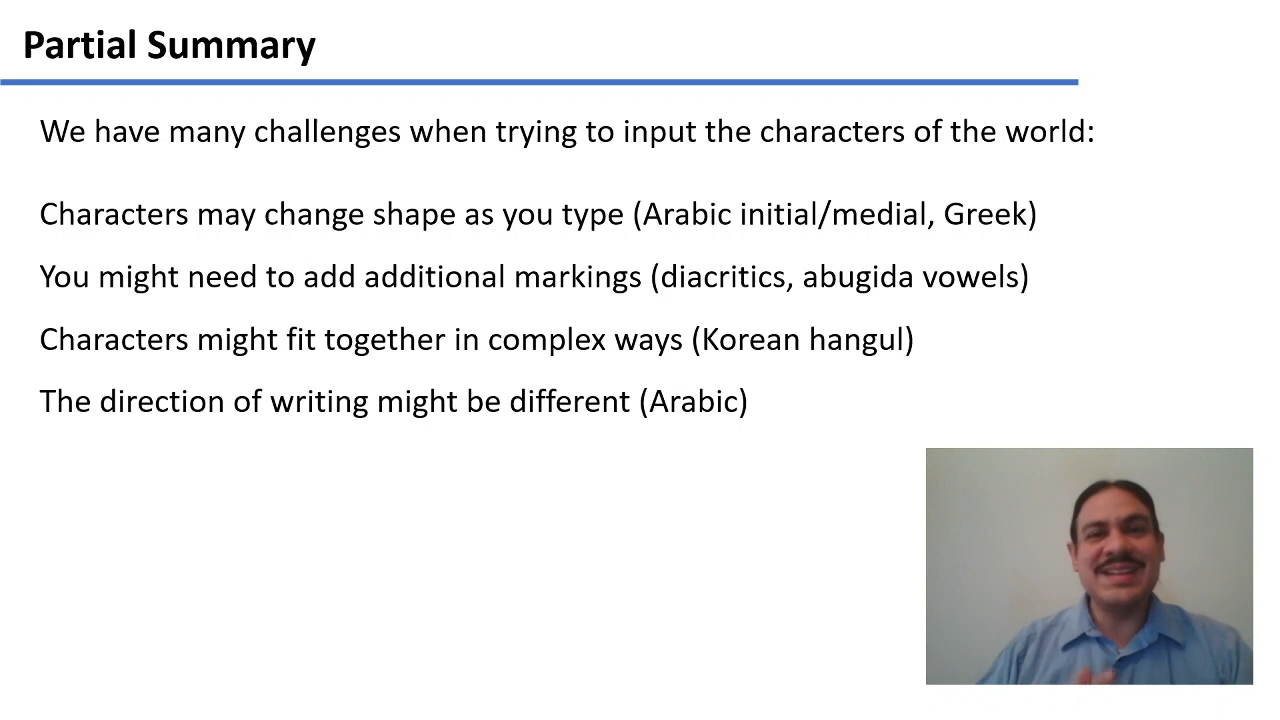 Partial Summary
We have many challenges when trying to input the characters of the world:
Characters may change shape as you type (Arabic initial/medial, Greek)
You might need to add additional markings (diacritics, abugida vowels)
Characters might fit together in complex ways (Korean hangul)
The direction of writing might be different (Arabic)